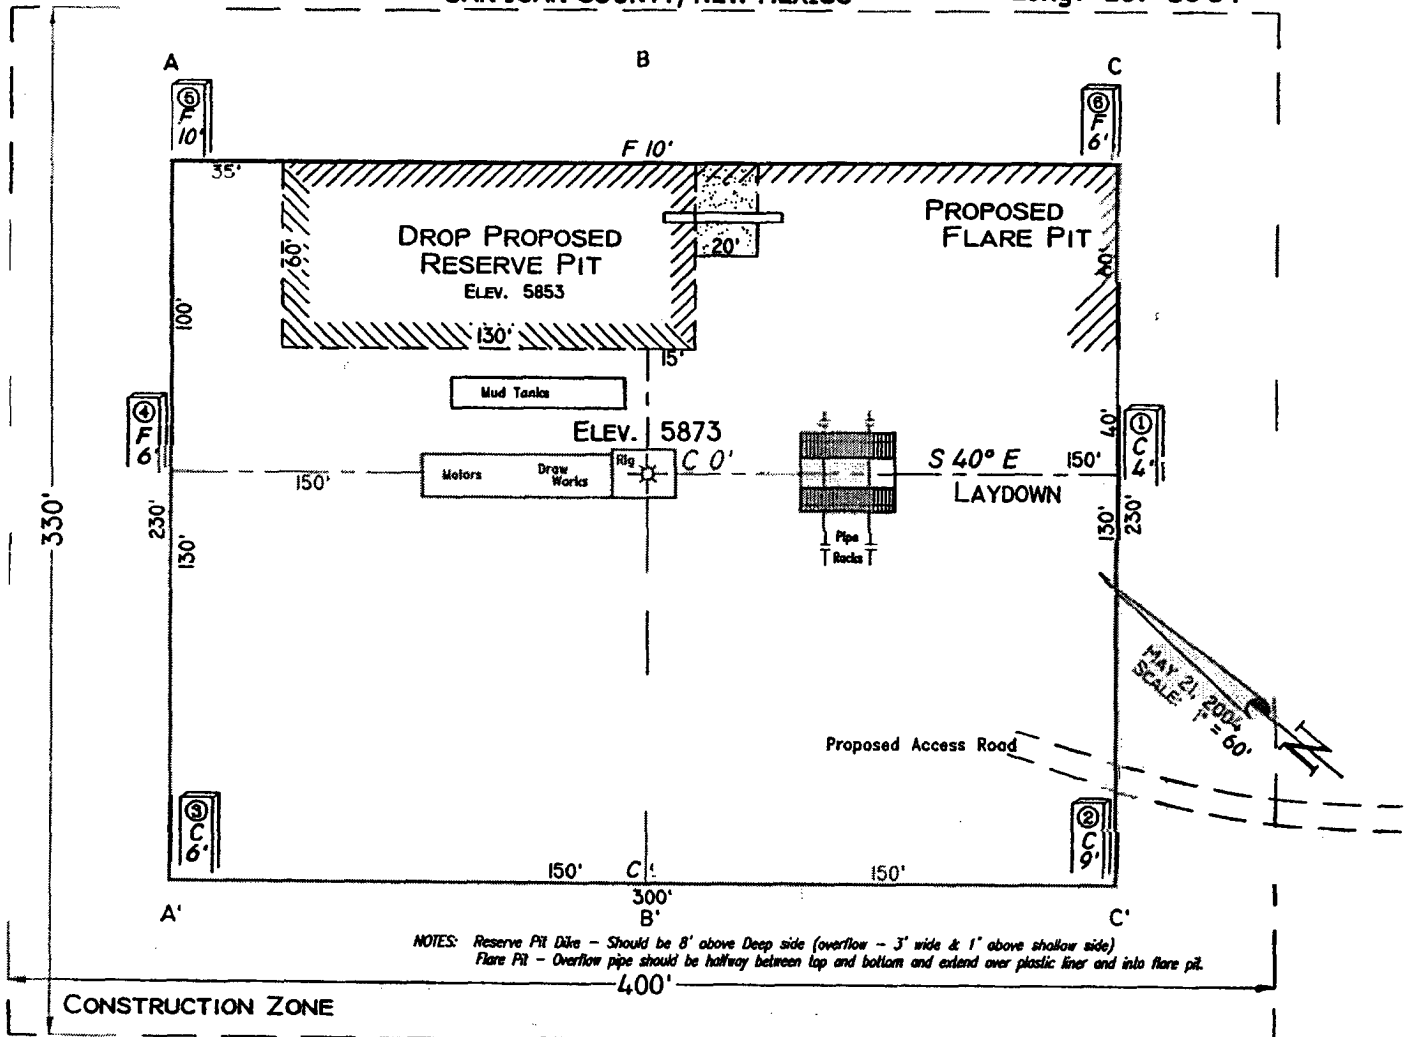 A
B
C
⑤
F
10'
⑥
F
6'
F 10'
35'
DROP PROPOSED
RESERVE PIT
ELEV. 5853
60'
20'
PROPOSED
FLARE PIT
100'
130'
15'
Mud Tanks
④
F
6'
ELEV. 5873
Rig
C 0'
Motors
Draw
Works
150'
S 40° E
LAYDOWN
150'
40'
①
C
4'
Pipe
Racks
330'
230'
130'
130'
230'
MAY 21, 2004
SCALE: 1" = 60'
N
Proposed Access Road
③
C
6'
②
C
9'
150'
C
150'
300'
A'
B'
C'
NOTES: Reserve Pit Dike – Should be 8' above Deep side (overflow – 3' wide & 1' above shallow side)
Flare Pit – Overflow pipe should be halfway between top and bottom and extend over plastic liner and into flare pit.
400'
CONSTRUCTION ZONE